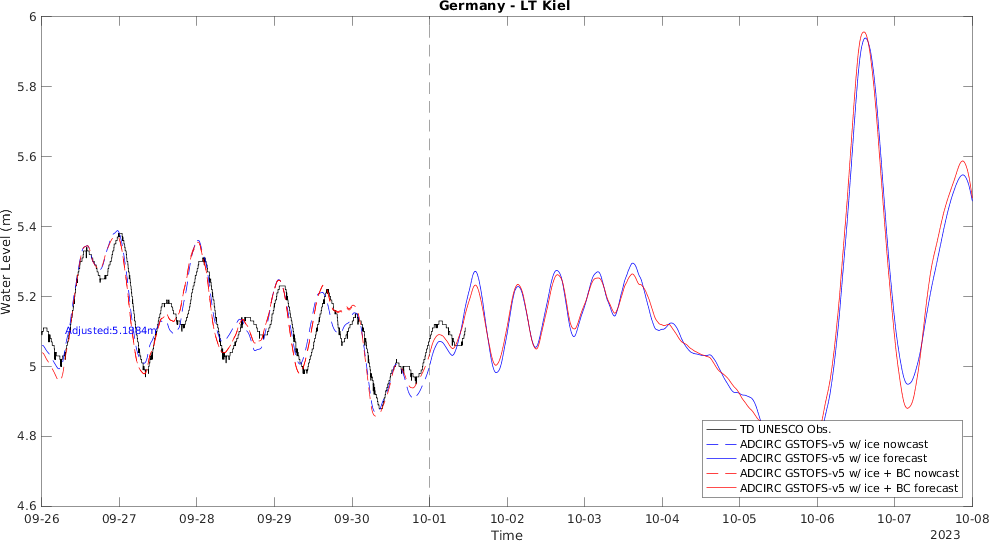 Germany - LT Kiel
6
5.8
5.6
5.4
5.2
5
4.8
4.6
Water Level (m)
Adjusted:5.1884m
TD UNESCO Obs.
ADCIRC GSTOFS-v5 w/ ice nowcast
ADCIRC GSTOFS-v5 w/ ice forecast
ADCIRC GSTOFS-v5 w/ ice + BC nowcast
ADCIRC GSTOFS-v5 w/ ice + BC forecast
09-26 09-27 09-28 09-29 09-30 10-01 10-02 10-03 10-04 10-05 10-06 10-07 10-08
Time
2023